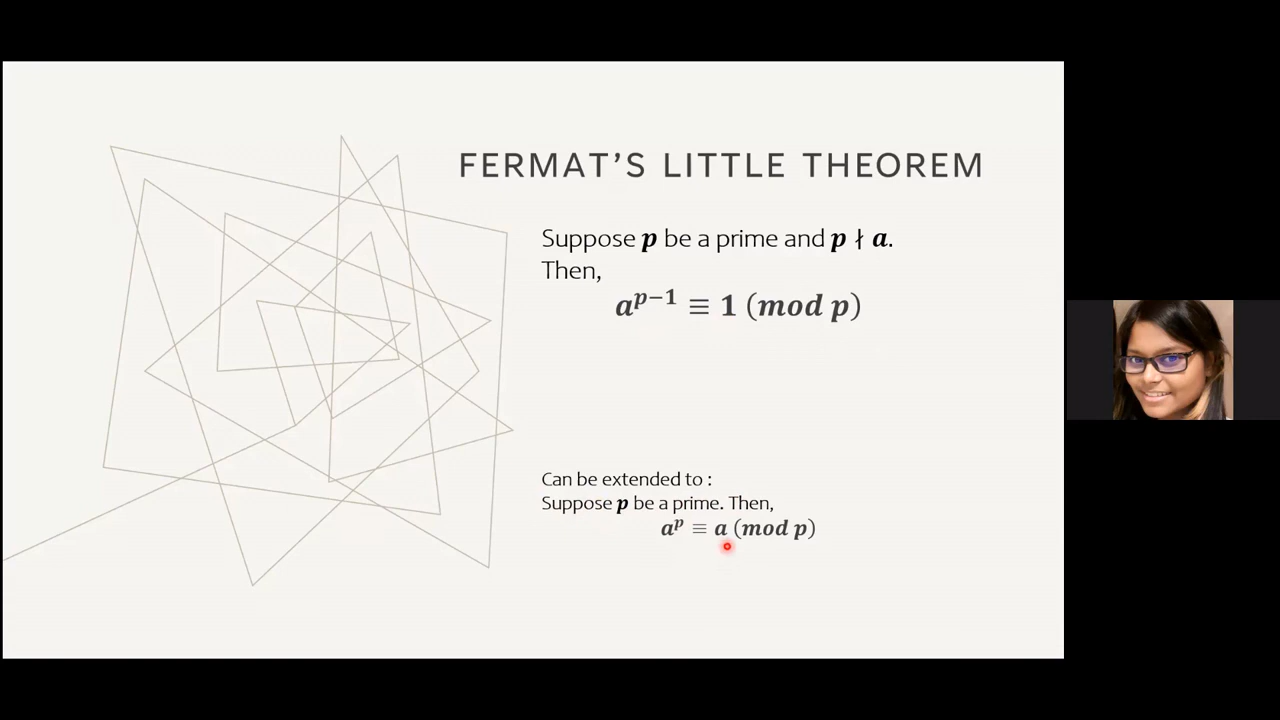 FERMAT’S LITTLE THEOREM
Suppose p be a prime and p ∤ a.
Then,
a^{p−1} ≡ 1 (mod p)
Can be extended to :
Suppose p be a prime. Then,
a^p ≡ a (mod p)